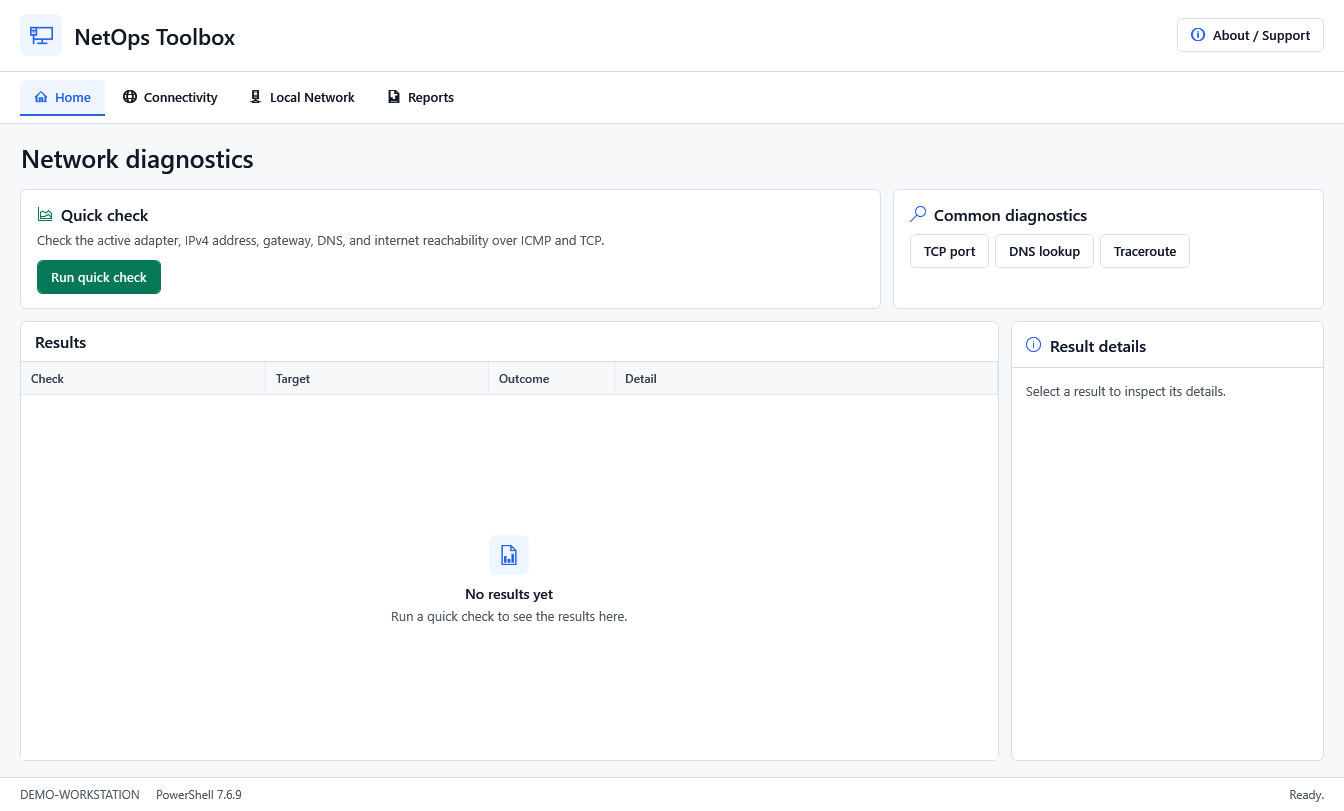 NetOps Toolbox
About / Support
Home
Connectivity
Local Network
Reports
Network diagnostics
Quick check
Check the active adapter, IPv4 address, gateway, DNS, and internet reachability over ICMP and TCP.
Run quick check
Common diagnostics
TCP port
DNS lookup
Traceroute
Results
Check
Target
Outcome
Detail
No results yet
Run a quick check to see the results here.
Result details
Select a result to inspect its details.
DEMO-WORKSTATION
PowerShell 7.6.9
Ready.